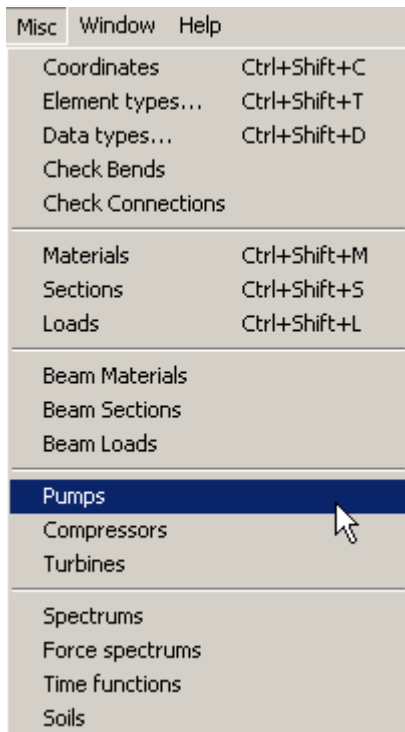 Misc Window Help
Coordinates Ctrl+Shift+C
Element types... Ctrl+Shift+T
Data types... Ctrl+Shift+D
Check Bends
Check Connections
Materials Ctrl+Shift+M
Sections Ctrl+Shift+S
Loads Ctrl+Shift+L
Beam Materials
Beam Sections
Beam Loads
Pumps
Compressors
Turbines
Spectrums
Force spectrums
Time functions
Soils